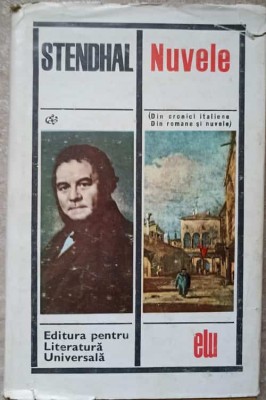 STENDHAL
Nuvele
(Din cronici italiene
Din romane și nuvele)
Editura pentru
Literatură
Universală
elu